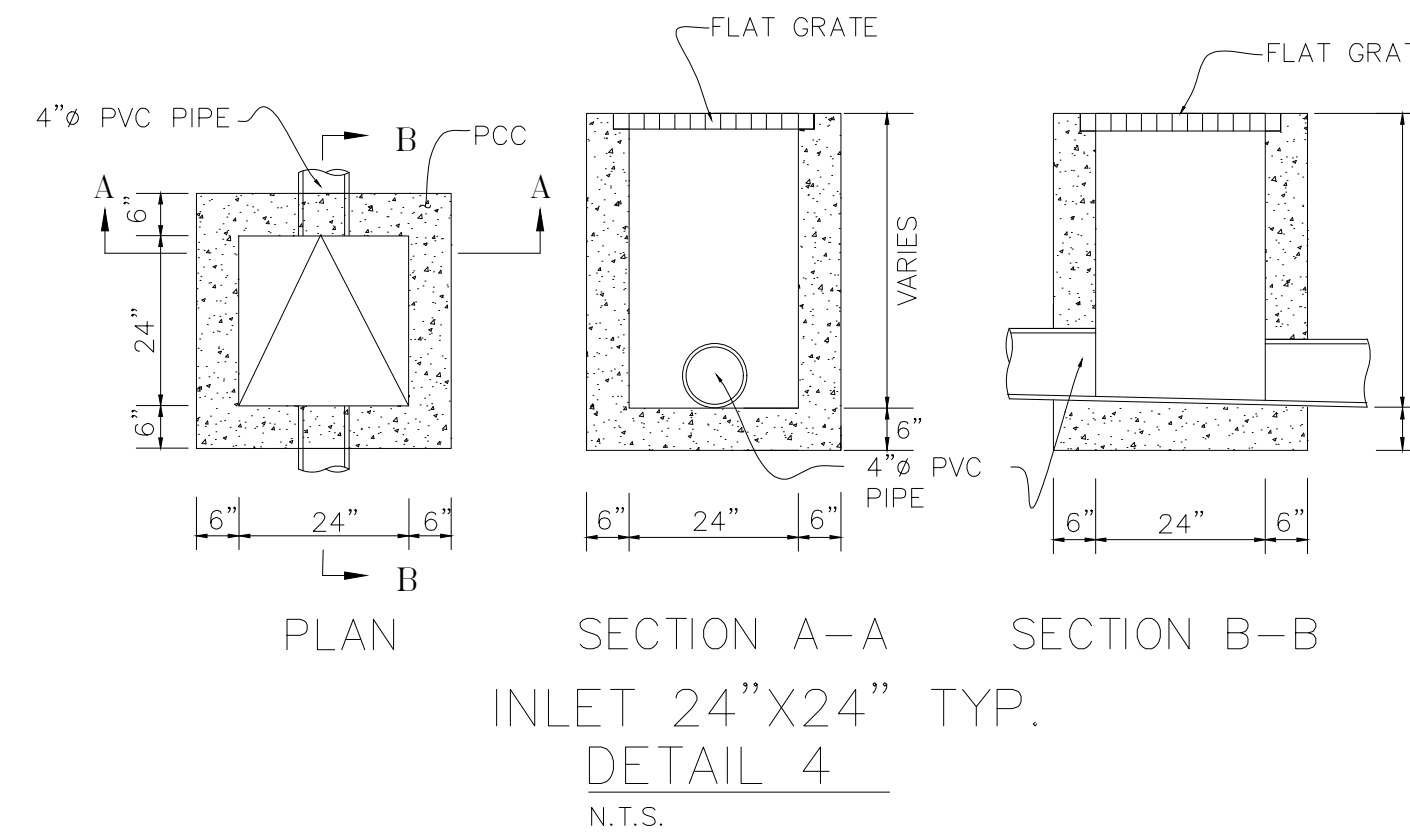 FLAT GRATE
FLAT GRAT
4"ø PVC PIPE
B
PCC
A
A
6"
24"
6"
6"
24"
6"
B
PLAN
VARIES
6"
4"ø PVC
PIPE
6"
24"
6"
SECTION A–A
6"
24"
6"
SECTION B–B
INLET 24"X24" TYP.
DETAIL 4
N.T.S.